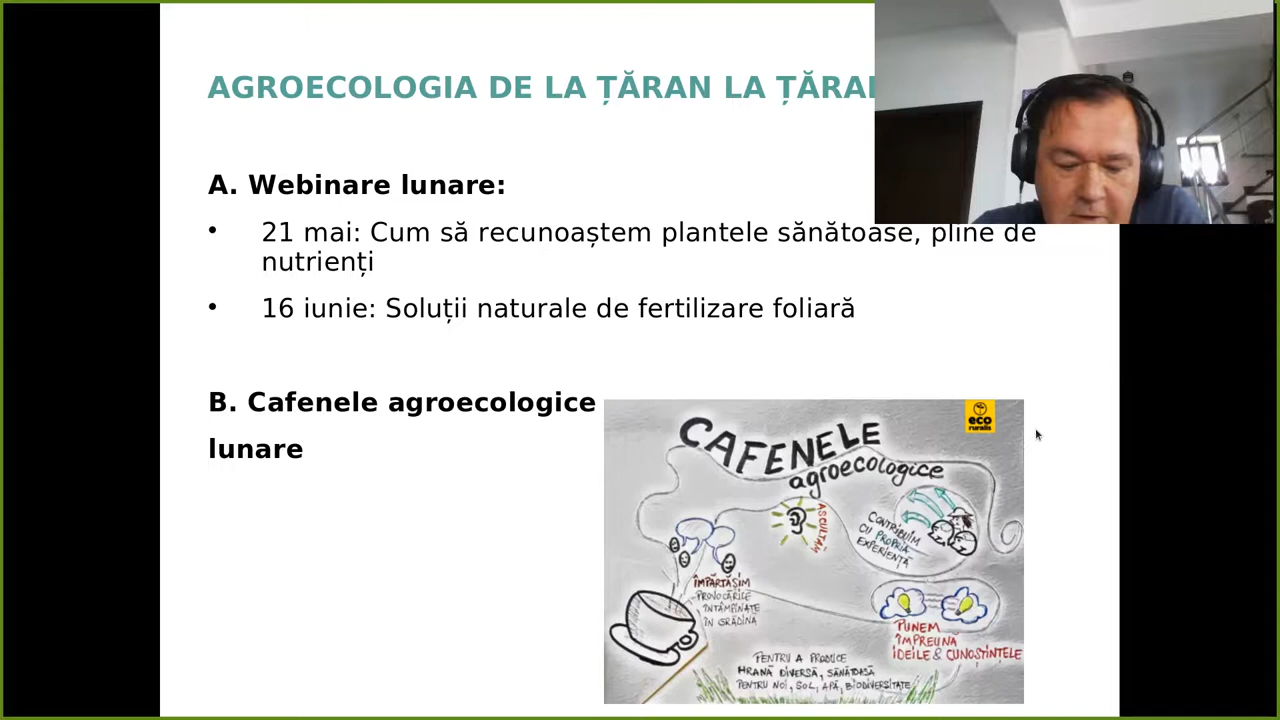 AGROECOLOGIA DE LA ȚĂRAN LA ȚĂRA
A. Webinare lunare:
• 21 mai: Cum să recunoaștem plantele sănătoase, pline de
nutrienți
• 16 iunie: Soluții naturale de fertilizare foliară
B. Cafenele agroecologice
lunare
eco
ruralis
CAFENELE
agroecologice
ASCULTĂM
CONTRIBUIM
CU PROPRIA
EXPERIENȚĂ
ÎMPĂRTĂȘIM
PROVOCĂRILE
ÎNTÂMPINATE
ÎN GRĂDINĂ
PUNEM
ÎMPREUNĂ
IDEILE & CUNOȘTINȚELE
PENTRU A PRODUCE
HRANĂ DIVERSĂ, SĂNĂTOASĂ
PENTRU NOI, SOL, APĂ, BIODIVERSITATE